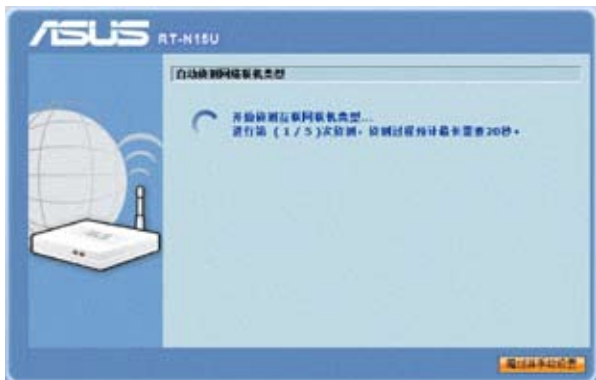 ASUS RT-N15U
自动侦测网络联机类型
开始侦测互联网联机类型...
进行第 (1/5)次侦测，侦测过程预计最长需要20秒。
ASUS